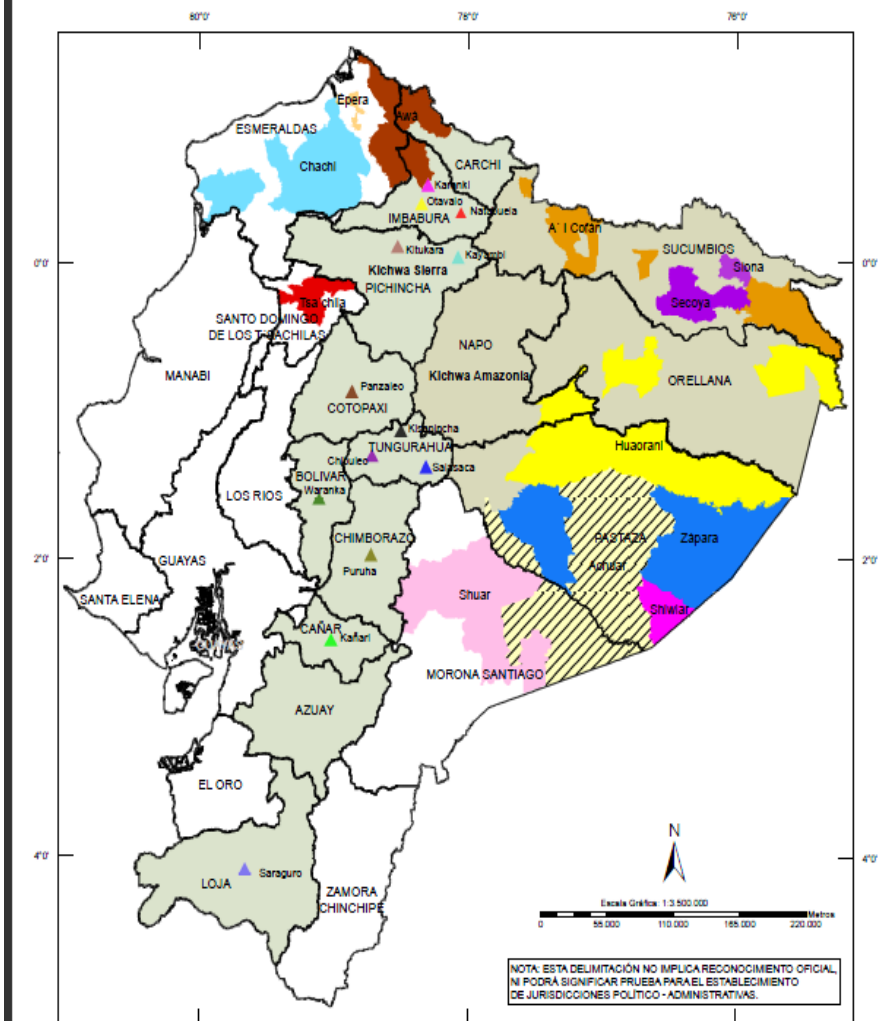 80°0'
78°0'
76°0'
Épera
Awá
ESMERALDAS
Chachi
CARCHI
Karanki
Otavalo
Natabuela
IMBABURA
A´ I Cofán
Kitukara
Kayambi
SUCUMBIOS
Siona
0°0'
0°0'
Kichwa Sierra
PICHINCHA
Secoya
Tsa chila
SANTO DOMINGO
DE LOS TSACHILAS
NAPO
MANABI
Kichwa Amazonia
ORELLANA
Panzaleo
COTOPAXI
Kisapincha
TUNGURAHUA
Huaorani
Chibuleo
Salasaca
BOLIVAR
Waranka
LOS RIOS
CHIMBORAZO
PASTAZA
Zápara
2°0'
2°0'
GUAYAS
Achuar
Puruha
SANTA ELENA
Shuar
Shiwiar
CAÑAR
Kañari
MORONA SANTIAGO
AZUAY
EL ORO
N
4°0'
4°0'
Saraguro
LOJA
ZAMORA
CHINCHIPE
Escala Gráfica: 1:3.500.000
Metros
0 55.000 110.000 165.000 220.000
NOTA: ESTA DELIMITACIÓN NO IMPLICA RECONOCIMIENTO OFICIAL,
NI PODRÁ SIGNIFICAR PRUEBA PARA EL ESTABLECIMIENTO
DE JURISDICCIONES POLÍTICO - ADMINISTRATIVAS.